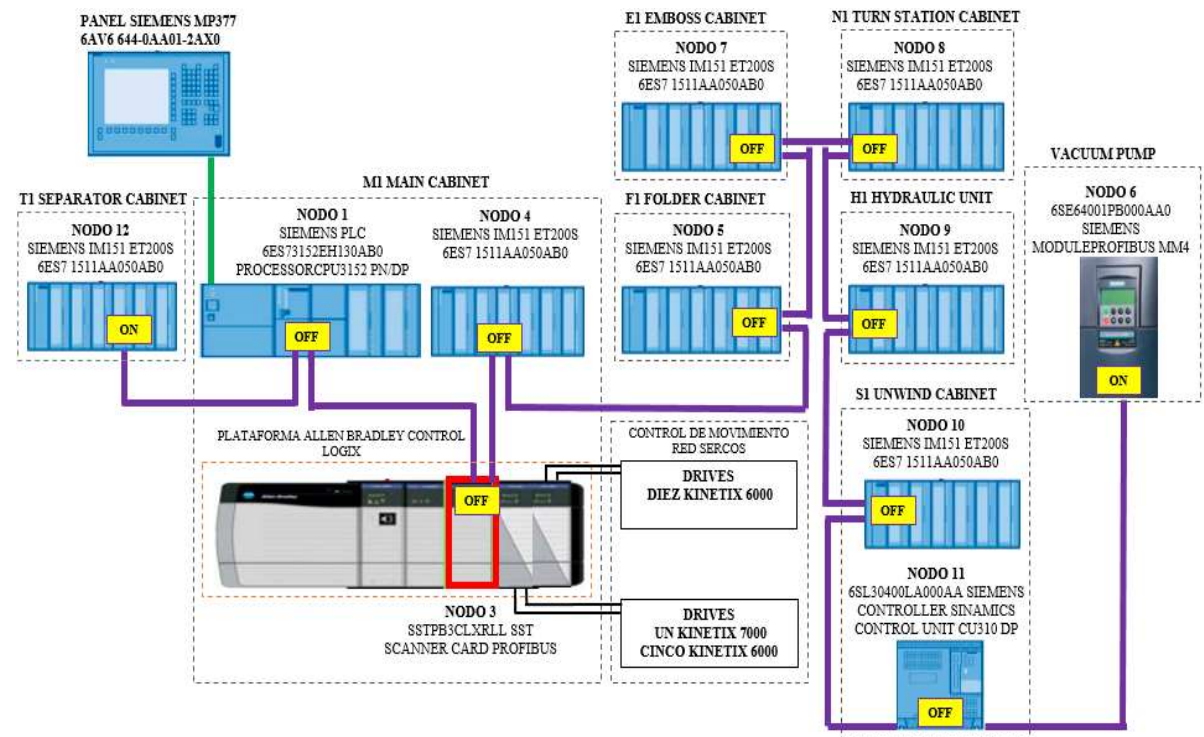 PANEL SIEMENS MP377
6AV6 644-0AA01-2AX0
E1 EMBOSS CABINET
NODO 7
SIEMENS IM151 ET200S
6ES7 1511AA050AB0
OFF
N1 TURN STATION CABINET
NODO 8
SIEMENS IM151 ET200S
6ES7 1511AA050AB0
OFF
VACUUM PUMP
NODO 6
6SE64001PB000AA0
SIEMENS
MODULEPROFIBUS MM4
ON
T1 SEPARATOR CABINET
NODO 12
SIEMENS IM151 ET200S
6ES7 1511AA050AB0
ON
M1 MAIN CABINET
NODO 1
SIEMENS PLC
6ES73152EH130AB0
PROCESSORCPU3152 PN/DP
OFF
NODO 4
SIEMENS IM151 ET200S
6ES7 1511AA050AB0
OFF
F1 FOLDER CABINET
NODO 5
SIEMENS IM151 ET200S
6ES7 1511AA050AB0
OFF
H1 HYDRAULIC UNIT
NODO 9
SIEMENS IM151 ET200S
6ES7 1511AA050AB0
OFF
PLATAFORMA ALLEN BRADLEY CONTROL
LOGIX
OFF
NODO 3
SSTPB3CLXRLL SST
SCANNER CARD PROFIBUS
CONTROL DE MOVIMIENTO
RED SERCOS
DRIVES
DIEZ KINETIX 6000
DRIVES
UN KINETIX 7000
CINCO KINETIX 6000
S1 UNWIND CABINET
NODO 10
SIEMENS IM151 ET200S
6ES7 1511AA050AB0
OFF
NODO 11
6SL30400LA000AA SIEMENS
CONTROLLER SINAMICS
CONTROL UNIT CU310 DP
OFF